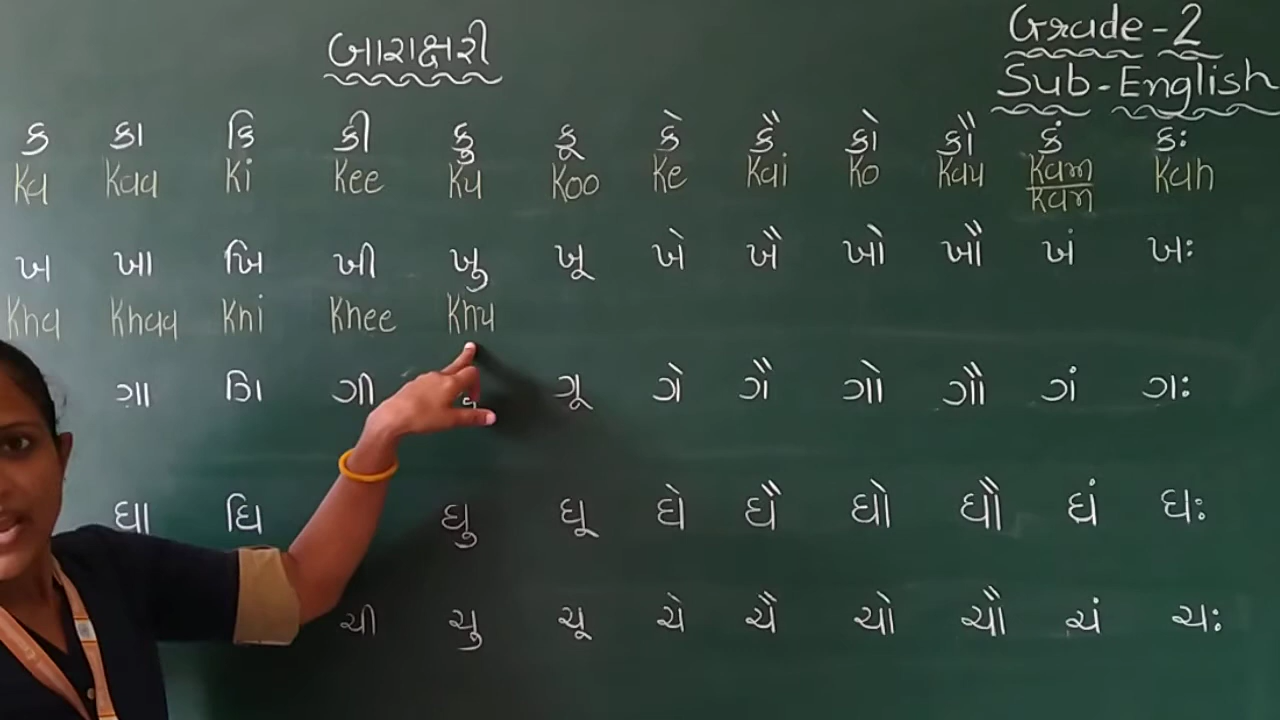 બારાક્ષરી
Grade-2
Sub-English
ક કા કિ કી કુ કૂ કે કૈ કો કૌ કં કઃ
Ka Kaa Ki Kee Ku Koo Ke Kai Ko Kau Kam Kah
Kan
ખ ખા ખિ ખી ખુ ખૂ ખે ખૈ ખો ખૌ ખં ખઃ
Kha Khaa Khi Khee Khu
ગા ગિ ગી ગૂ ગે ગૈ ગો ગૌ ગં ગઃ
ઘા ઘિ ઘુ ઘૂ ઘે ઘૈ ઘો ઘૌ ઘં ઘઃ
ચી ચુ ચૂ ચે ચૈ ચો ચૌ ચં ચઃ